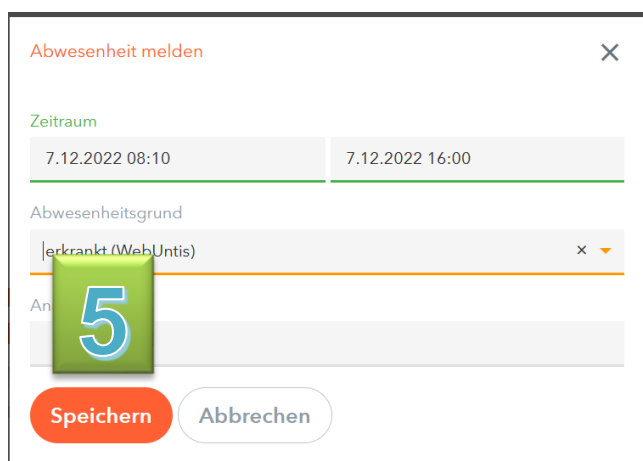 Abwesenheit melden
Zeitraum
7.12.2022 08:10 7.12.2022 16:00
Abwesenheitsgrund
erkrankt (WebUntis)
5
Speichern Abbrechen